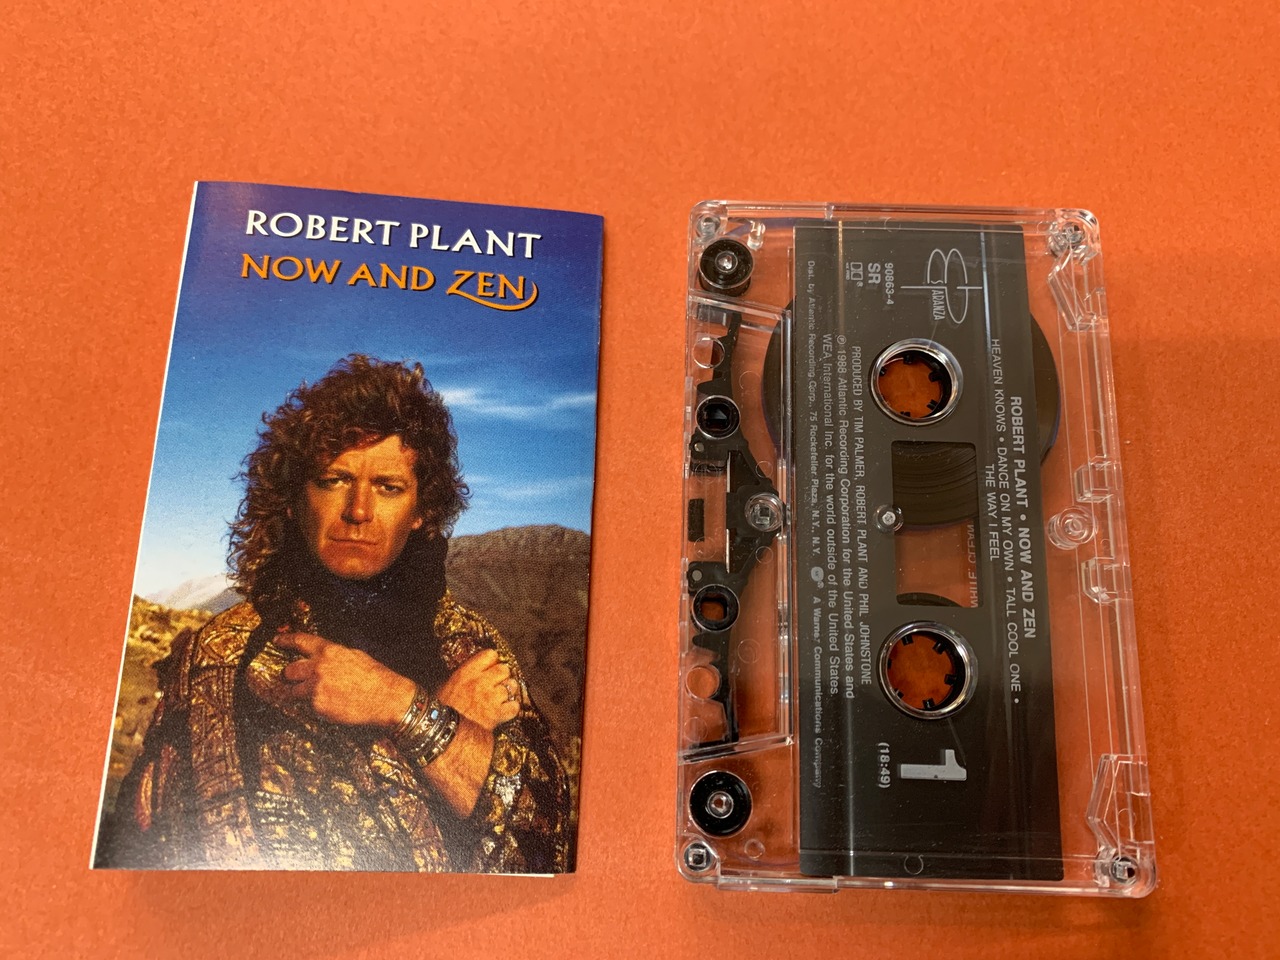 ROBERT PLANT
NOW AND ZEN
ROBERT PLANT • NOW AND ZEN
HEAVEN KNOWS • DANCE ON MY OWN • TALL COOL ONE •
THE WAY I FEEL
ESPARANZA
90863-4
SR
1
(18:49)
PRODUCED BY TIM PALMER, ROBERT PLANT AND PHIL JOHNSTONE
℗ 1988 Atlantic Recording Corporation for the United States and
WEA International Inc. for the world outside of the United States.
Dist. by Atlantic Recording Corp., 75 Rockefeller Plaza, N.Y., N.Y. A Warner Communications Company